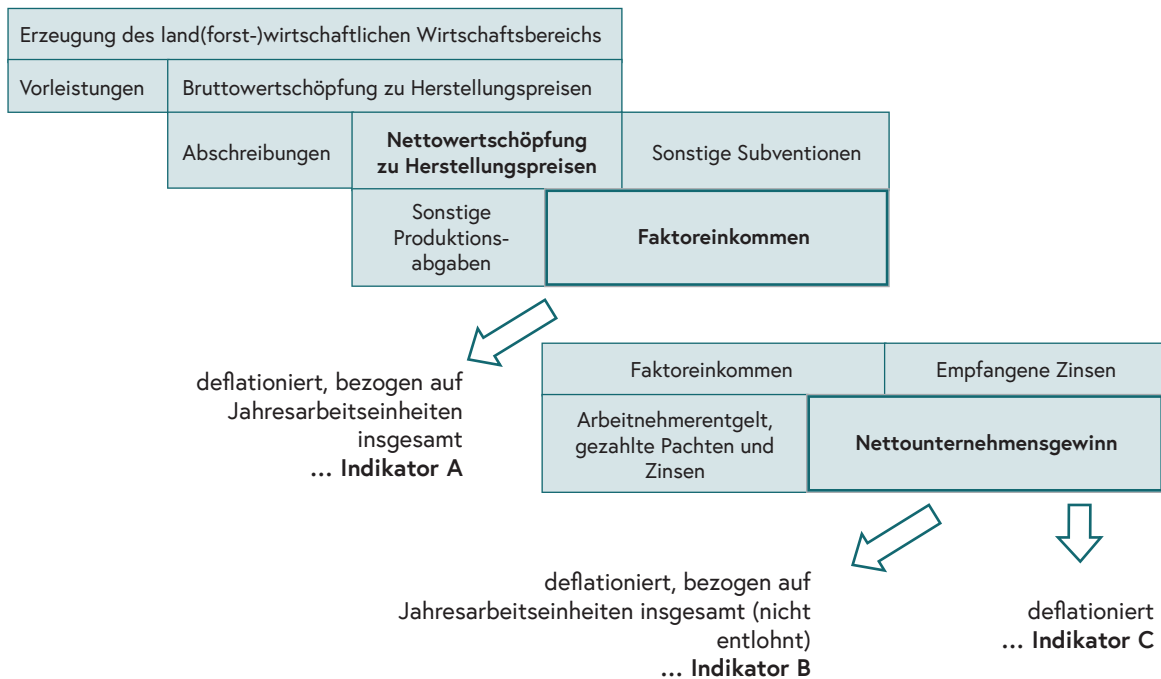 Erzeugung des land(forst-)wirtschaftlichen Wirtschaftsbereichs
Vorleistungen
Bruttowertschöpfung zu Herstellungspreisen
Abschreibungen
Nettowertschöpfung
zu Herstellungspreisen
Sonstige Subventionen
Sonstige
Produktions-
abgaben
Faktoreinkommen
deflationiert, bezogen auf
Jahresarbeitseinheiten
insgesamt
... Indikator A
Faktoreinkommen
Empfangene Zinsen
Arbeitnehmerentgelt,
gezahlte Pachten und
Zinsen
Nettounternehmensgewinn
deflationiert, bezogen auf
Jahresarbeitseinheiten insgesamt (nicht
entlohnt)
... Indikator B
deflationiert
... Indikator C